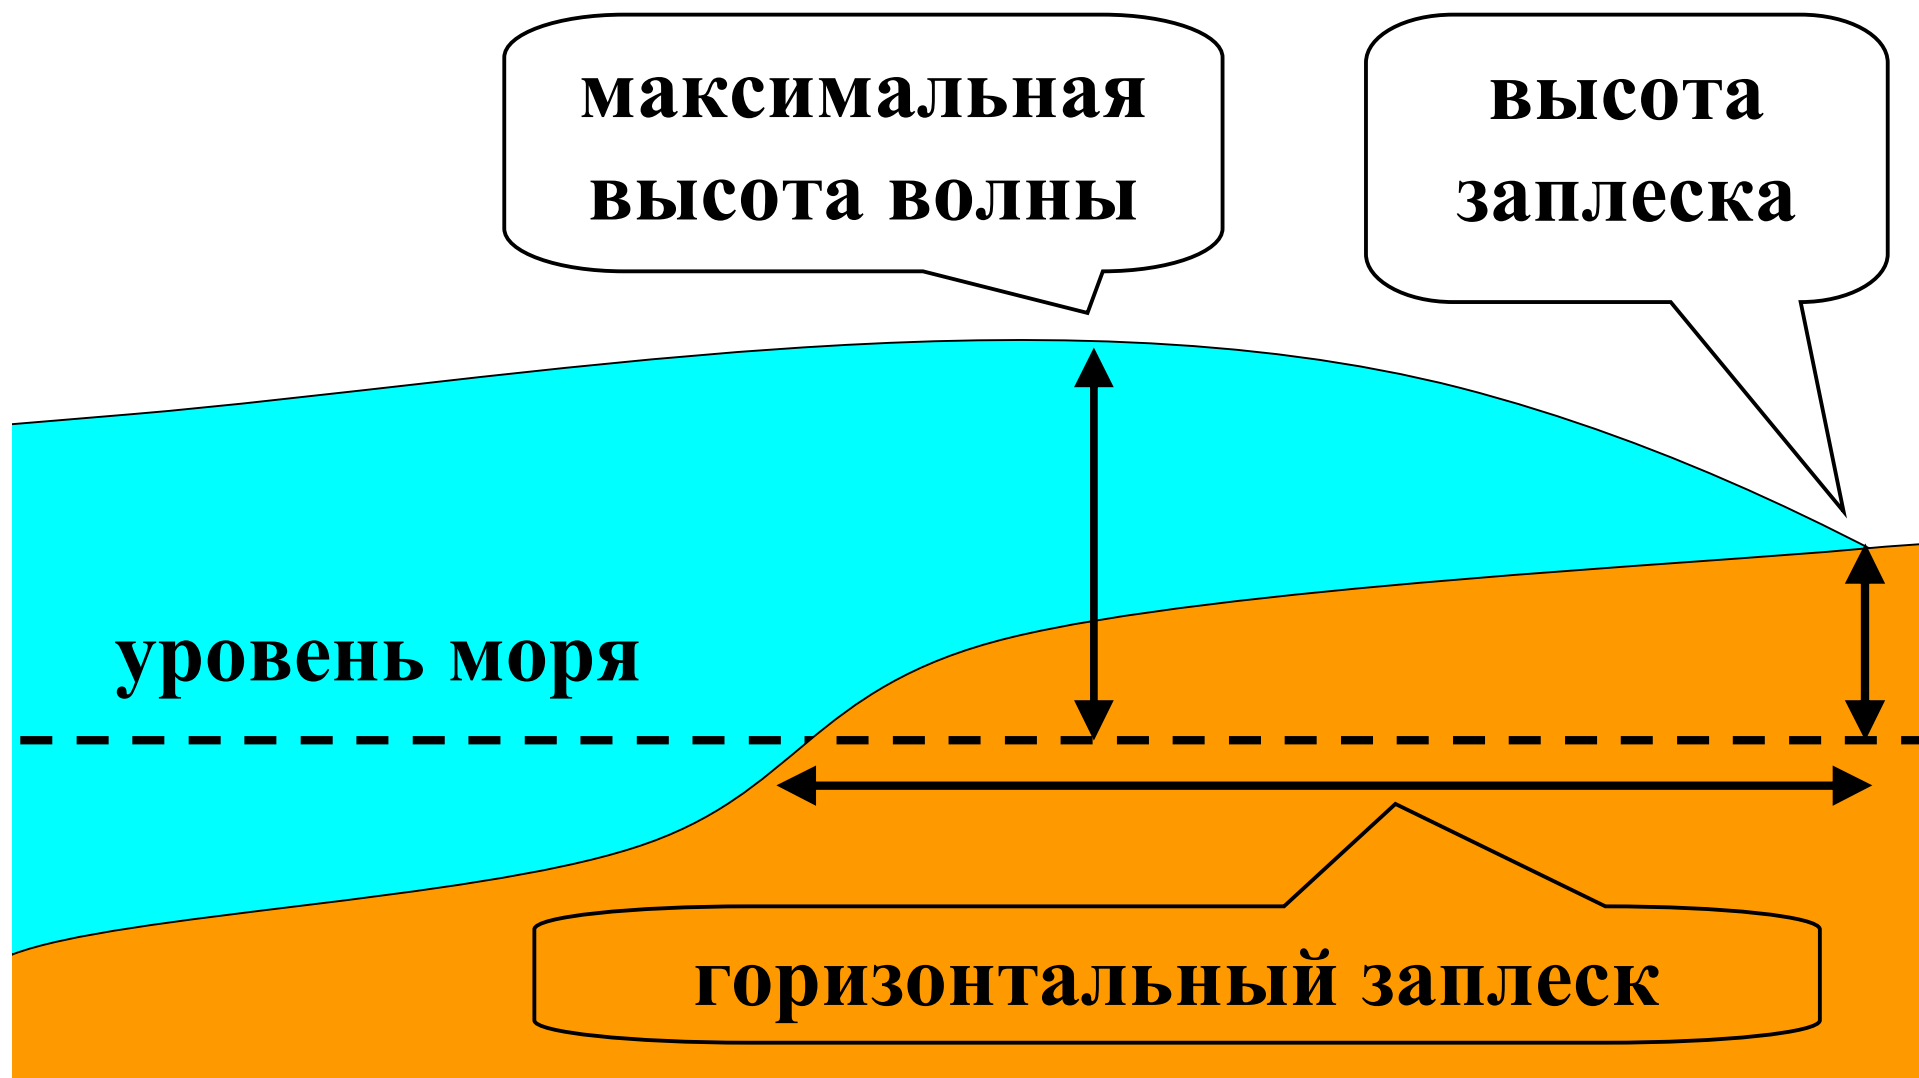 максимальная
высота волны
высота
заплеска
уровень моря
горизонтальный заплеск